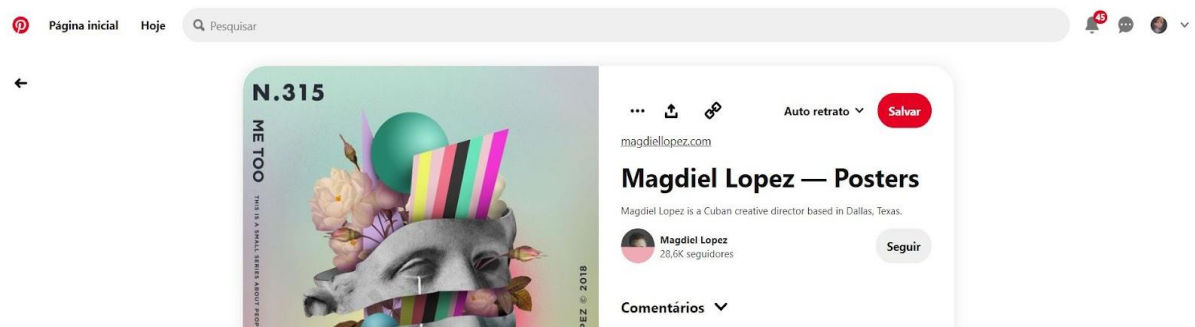 Página inicial
Hoje
Pesquisar
45
N.315
ME TOO
THIS IS A SMALL SERIES ABOUT
© 2018
Auto retrato
Salvar
magdiellopez.com
Magdiel Lopez — Posters
Magdiel Lopez is a Cuban creative director based in Dallas, Texas.
Magdiel Lopez
28,6K seguidores
Seguir
Comentários